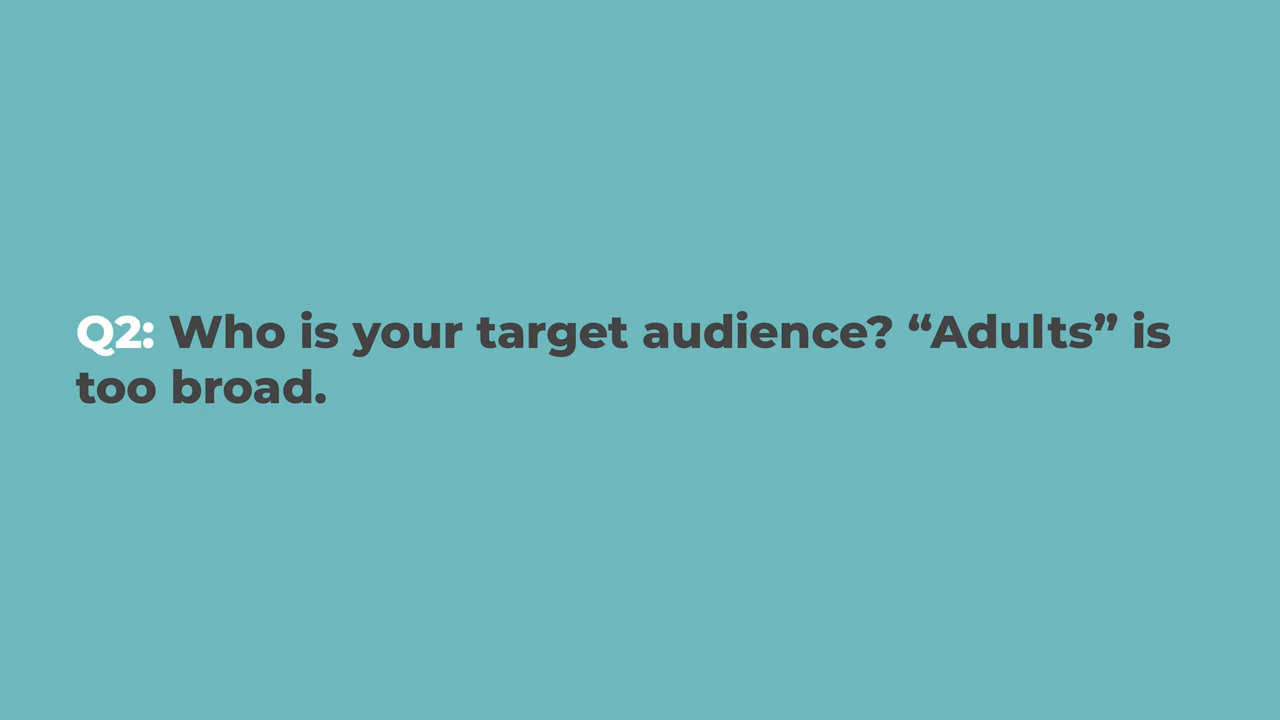 Q2: Who is your target audience? “Adults” is
too broad.